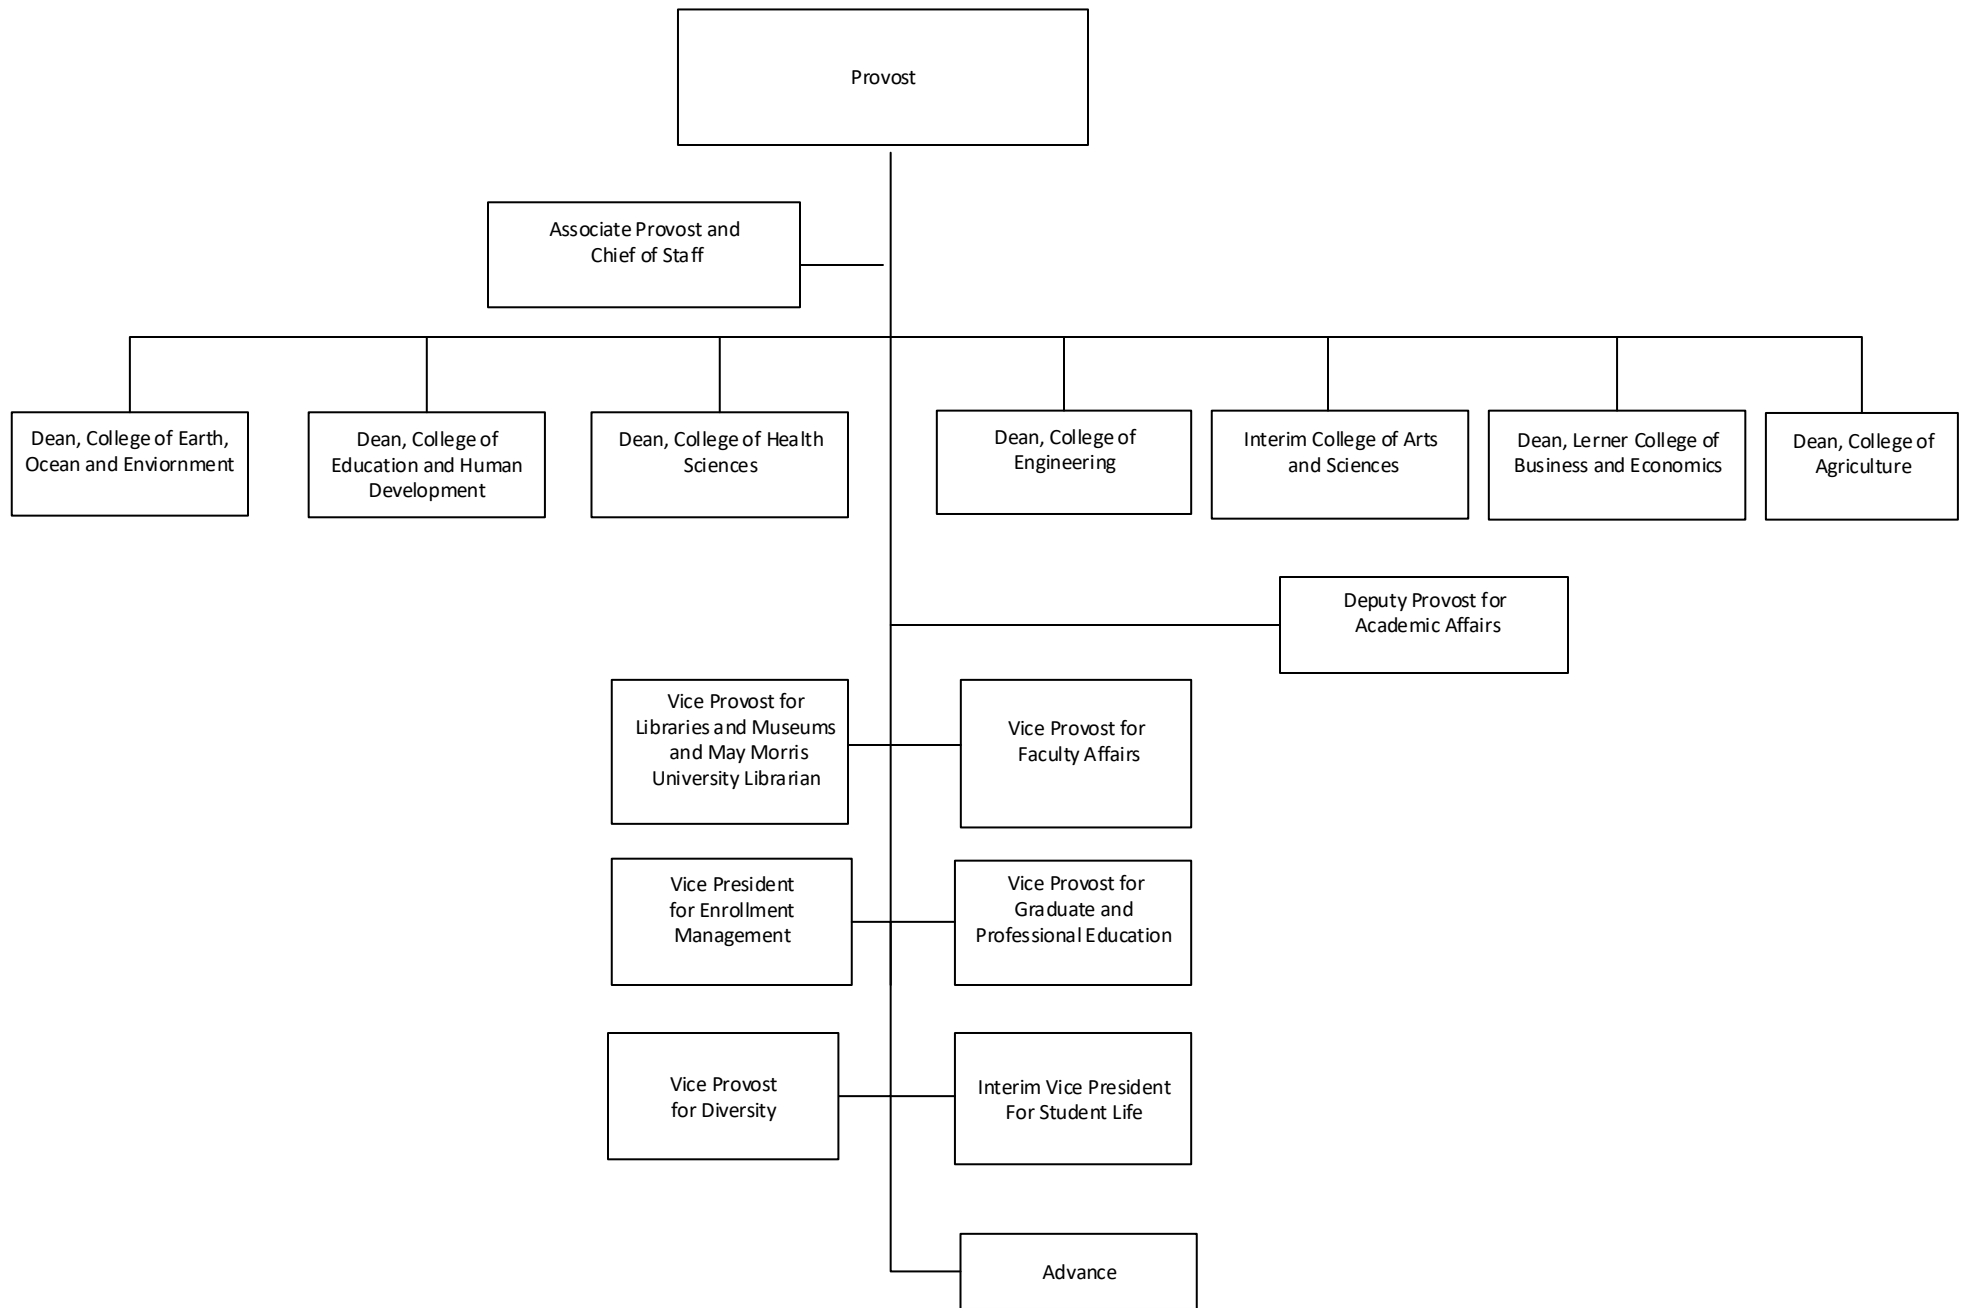 Provost
Associate Provost and
Chief of Staff
Dean, College of Earth,
Ocean and Enviornment
Dean, College of
Education and Human
Development
Dean, College of Health
Sciences
Dean, College of
Engineering
Interim College of Arts
and Sciences
Dean, Lerner College of
Business and Economics
Dean, College of
Agriculture
Deputy Provost for
Academic Affairs
Vice Provost for
Libraries and Museums
and May Morris
University Librarian
Vice Provost for
Faculty Affairs
Vice President
for Enrollment
Management
Vice Provost for
Graduate and
Professional Education
Vice Provost
for Diversity
Interim Vice President
For Student Life
Advance